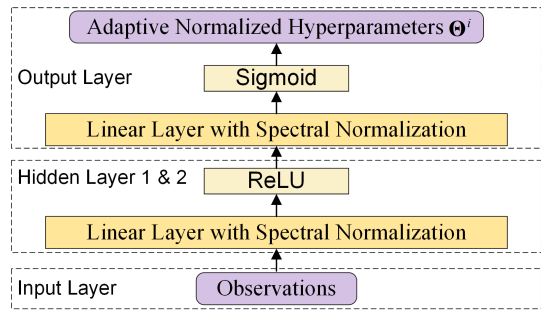 Adaptive Normalized Hyperparameters Θⁱ
Output Layer
Sigmoid
Linear Layer with Spectral Normalization
Hidden Layer 1 & 2
ReLU
Linear Layer with Spectral Normalization
Input Layer
Observations